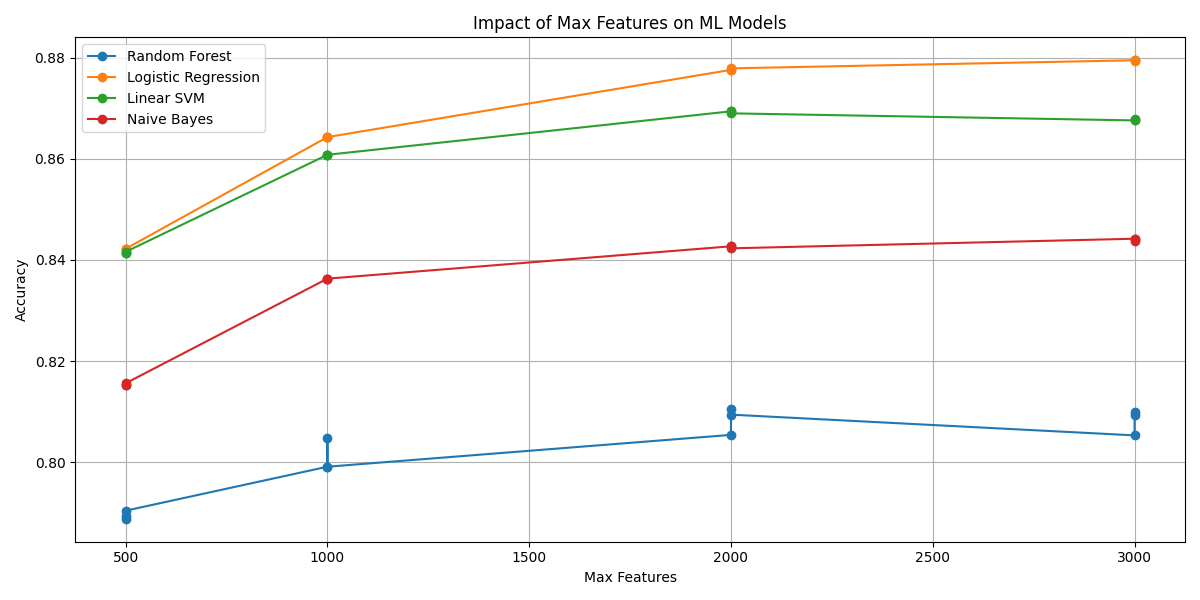 Impact of Max Features on ML Models
Random Forest
Logistic Regression
Linear SVM
Naive Bayes
Accuracy
0.88
0.86
0.84
0.82
0.80
500
1000
1500
2000
2500
3000
Max Features